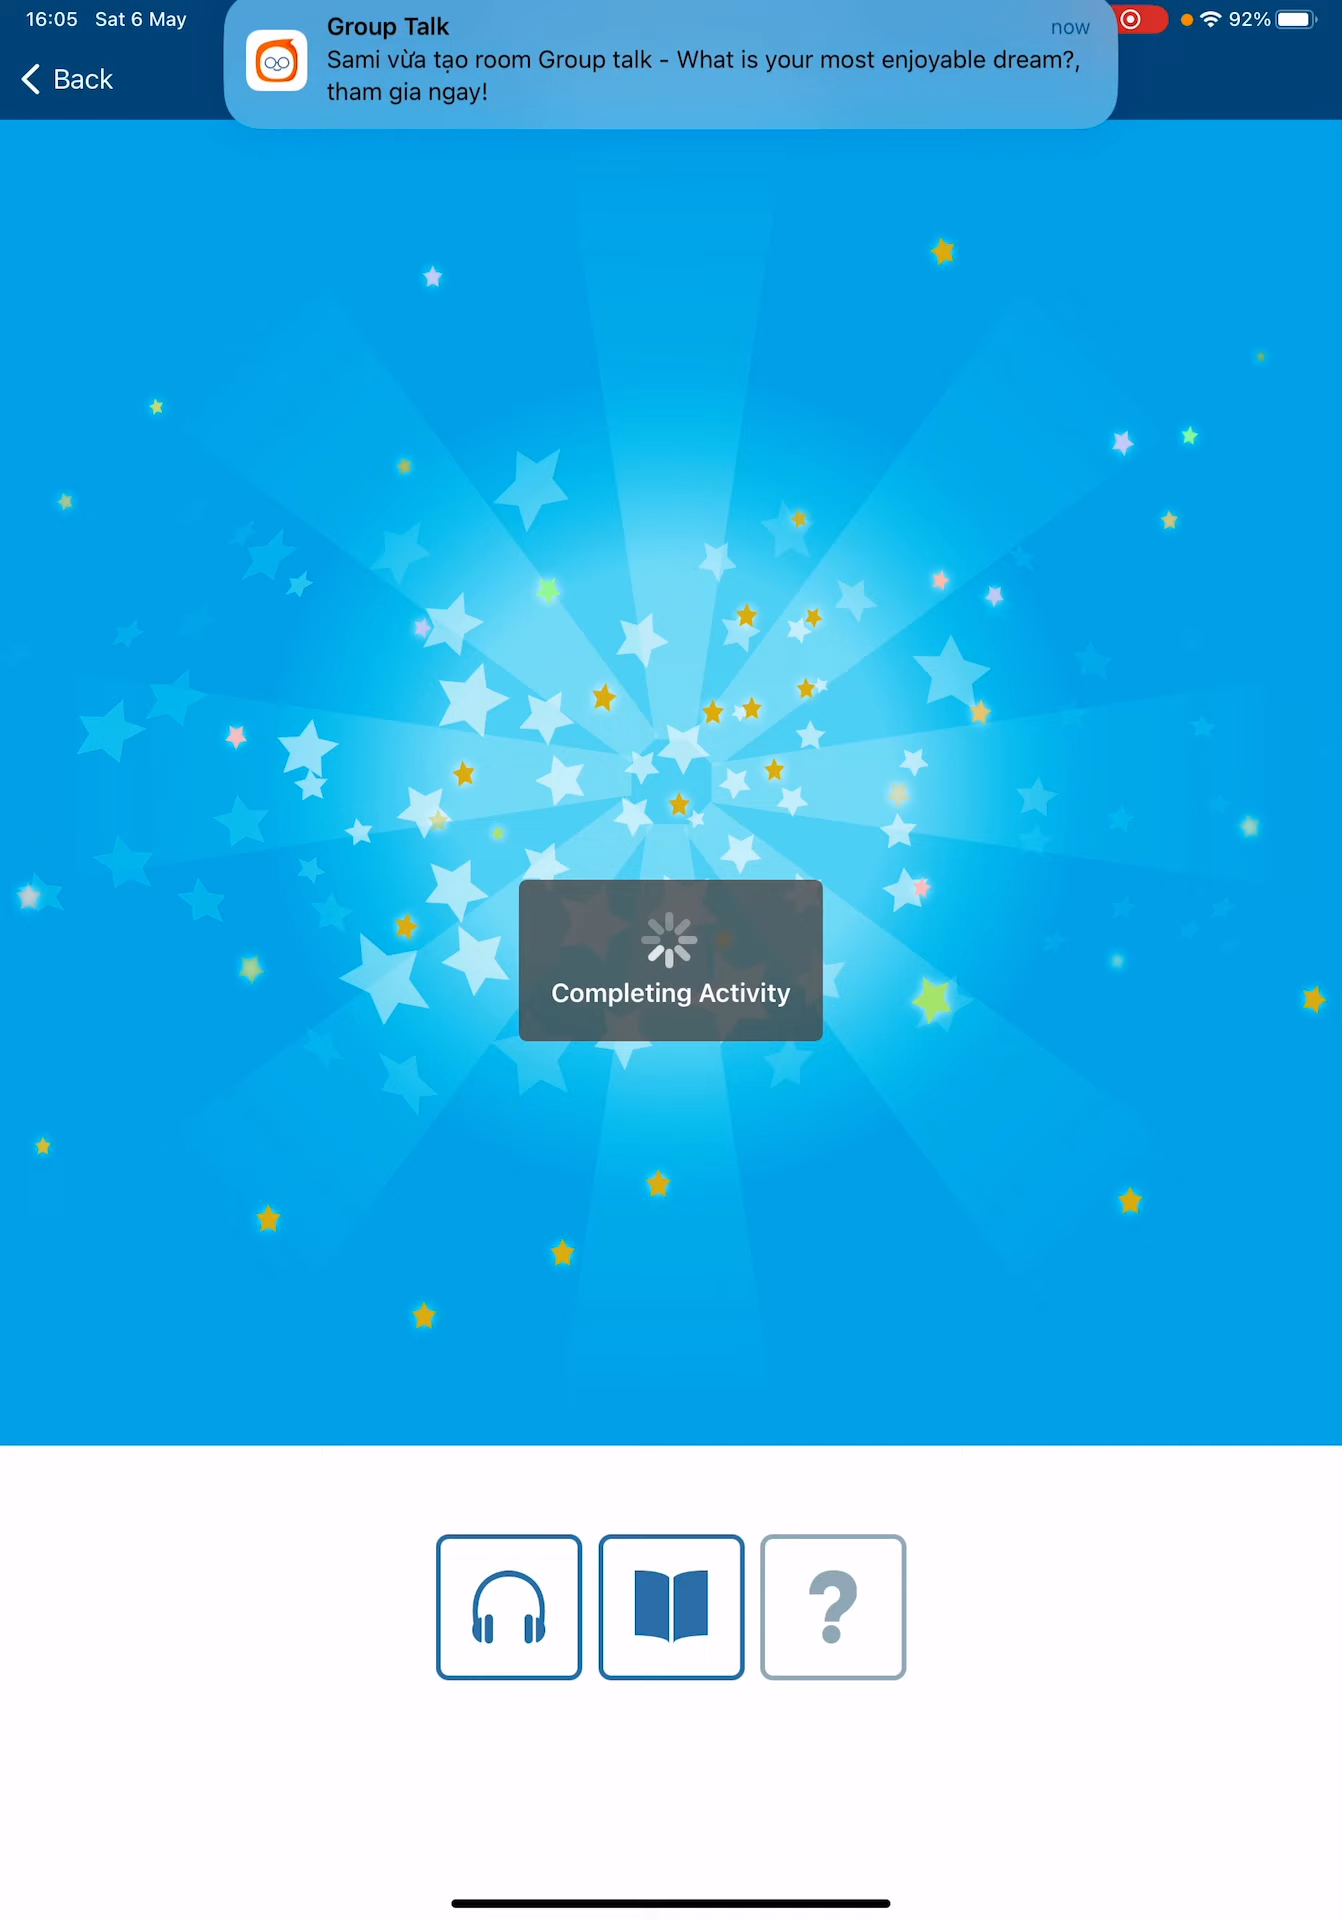 16:05 Sat 6 May
Group Talk
now
92%
Sami vừa tạo room Group talk - What is your most enjoyable dream?,
tham gia ngay!
Back
Completing Activity
?